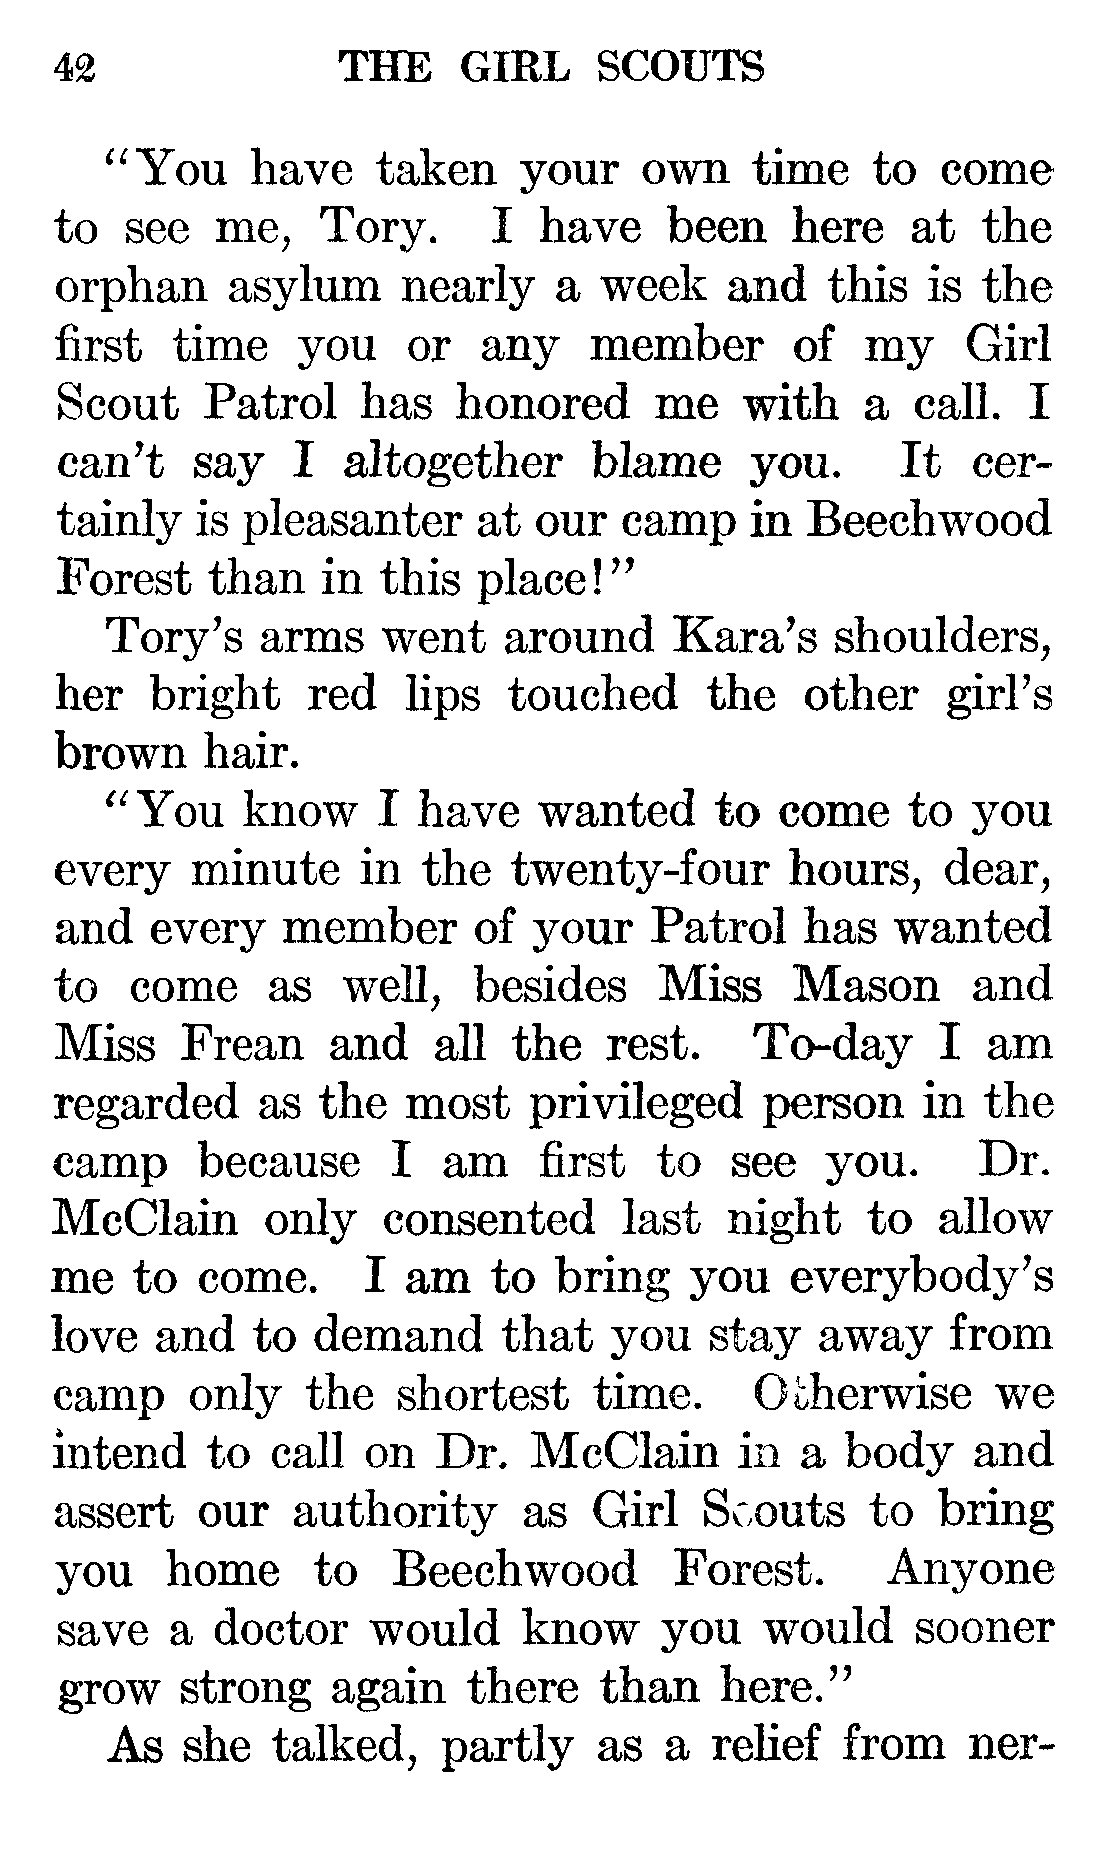 42 THE GIRL SCOUTS
"You have taken your own time to come
to see me, Tory. I have been here at the
orphan asylum nearly a week and this is the
first time you or any member of my Girl
Scout Patrol has honored me with a call. I
can't say I altogether blame you. It cer-
tainly is pleasanter at our camp in Beechwood
Forest than in this place!"
Tory's arms went around Kara's shoulders,
her bright red lips touched the other girl's
brown hair.
"You know I have wanted to come to you
every minute in the twenty-four hours, dear,
and every member of your Patrol has wanted
to come as well, besides Miss Mason and
Miss Frean and all the rest. To-day I am
regarded as the most privileged person in the
camp because I am first to see you. Dr.
McClain only consented last night to allow
me to come. I am to bring you everybody's
love and to demand that you stay away from
camp only the shortest time. Otherwise we
intend to call on Dr. McClain in a body and
assert our authority as Girl Scouts to bring
you home to Beechwood Forest. Anyone
save a doctor would know you would sooner
grow strong again there than here."
As she talked, partly as a relief from ner-